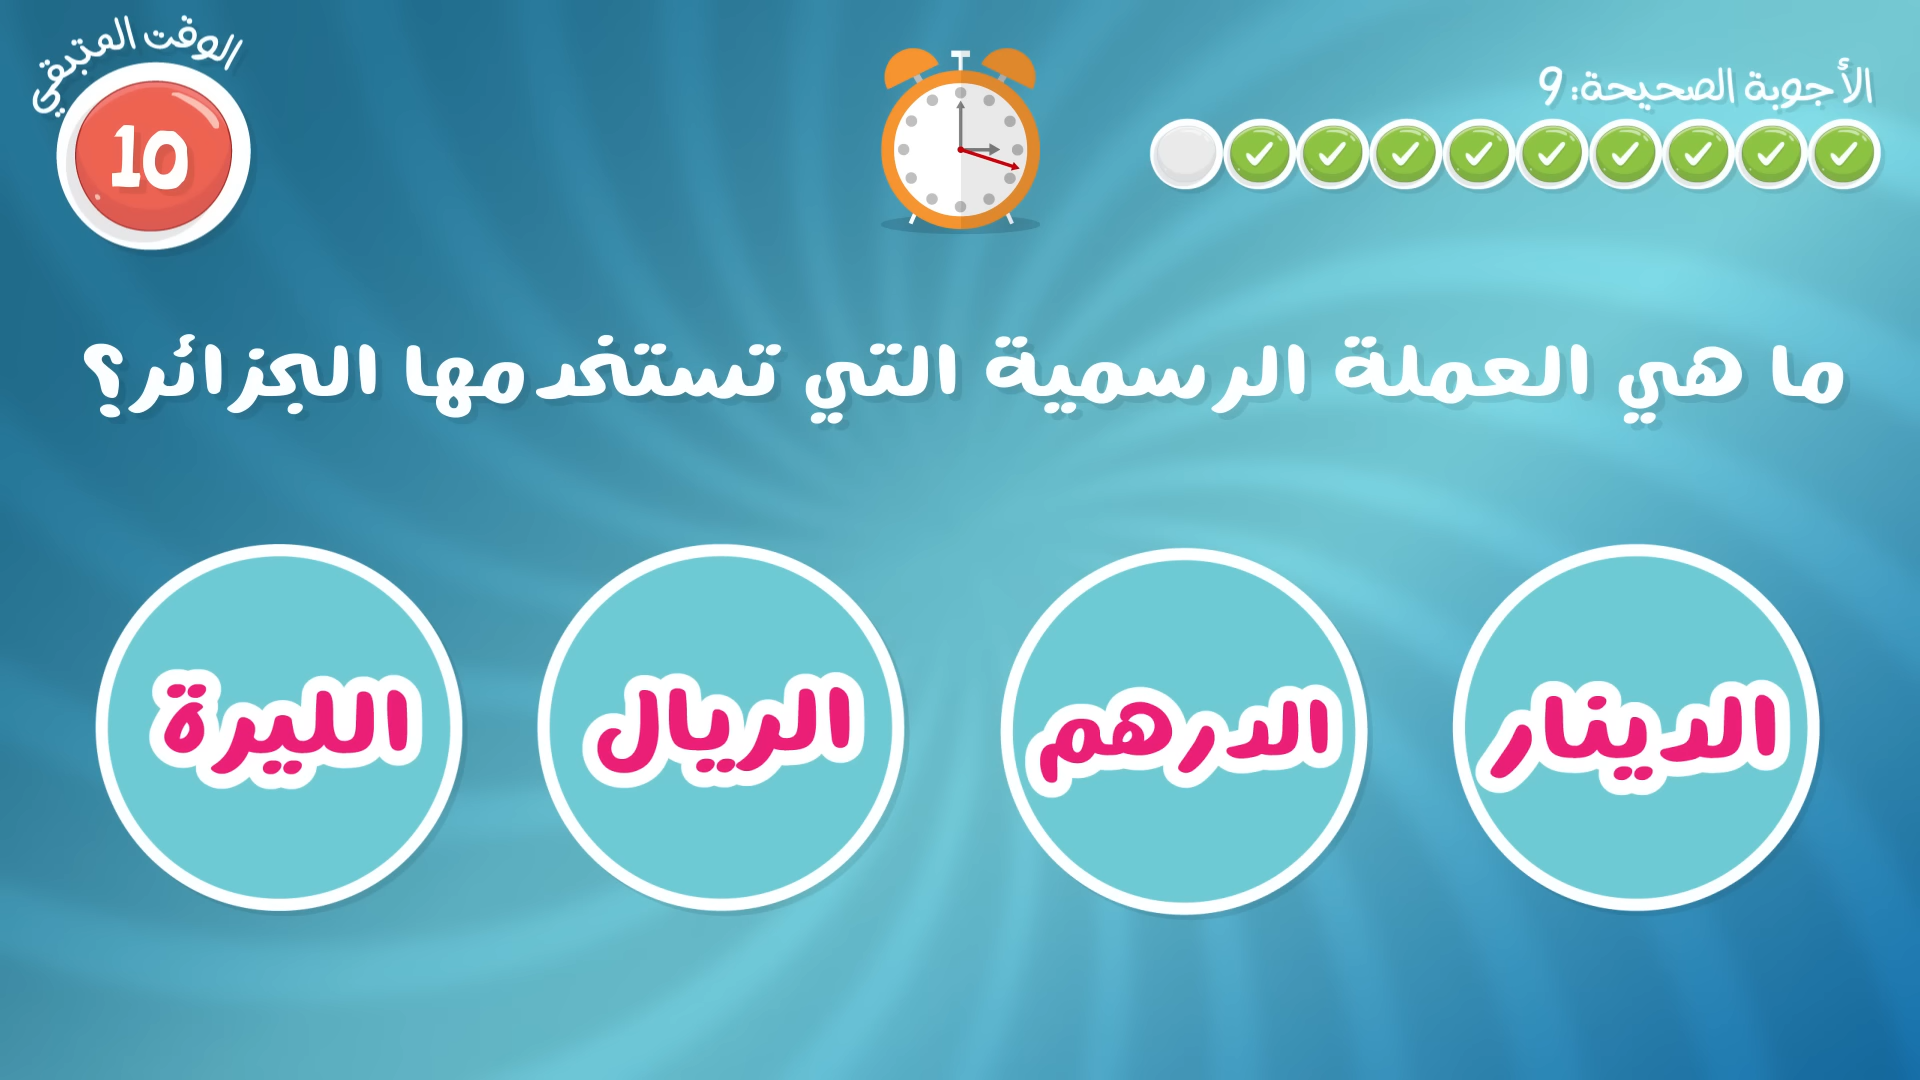 الأجوبة الصحيحة: 9
الوقت المتبقي
10
ما هي العملة الرسمية التي تستخدمها الجزائر؟
الدينار
الدرهم
الريال
الليرة